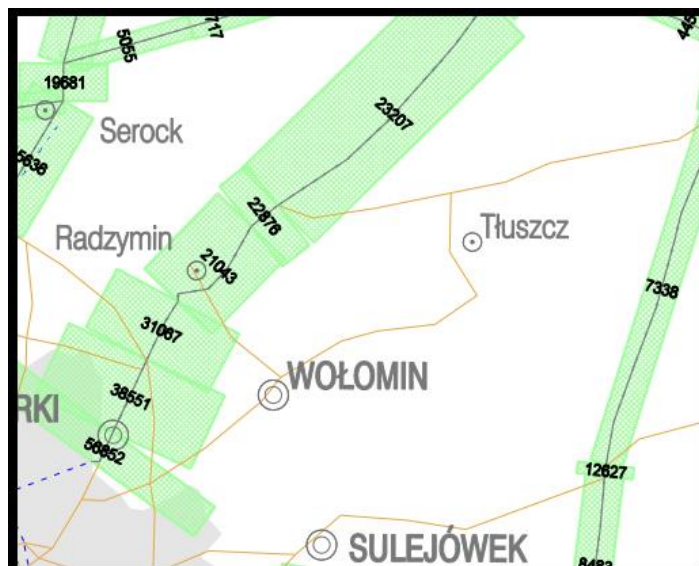 717
5055
445
19681
23207
Serock
5636
22876
Radzymin
Tłuszcz
21043
7338
31067
WOŁOMIN
38551
RKI
56852
12627
SULEJÓWEK
8483